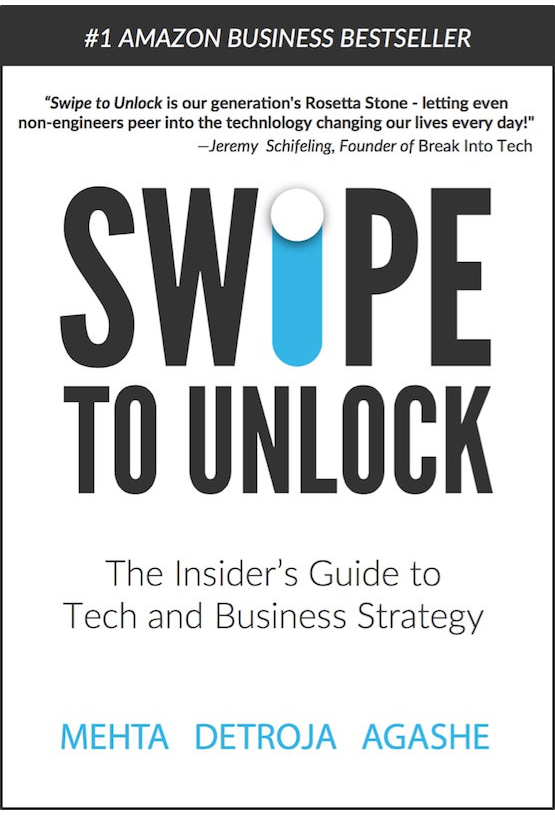 #1 AMAZON BUSINESS BESTSELLER
“Swipe to Unlock is our generation's Rosetta Stone - letting even
non-engineers peer into the technlology changing our lives every day!"
—Jeremy Schifeling, Founder of Break Into Tech
SWiPE
TO UNLOCK
The Insider’s Guide to
Tech and Business Strategy
MEHTA DETROJA AGASHE